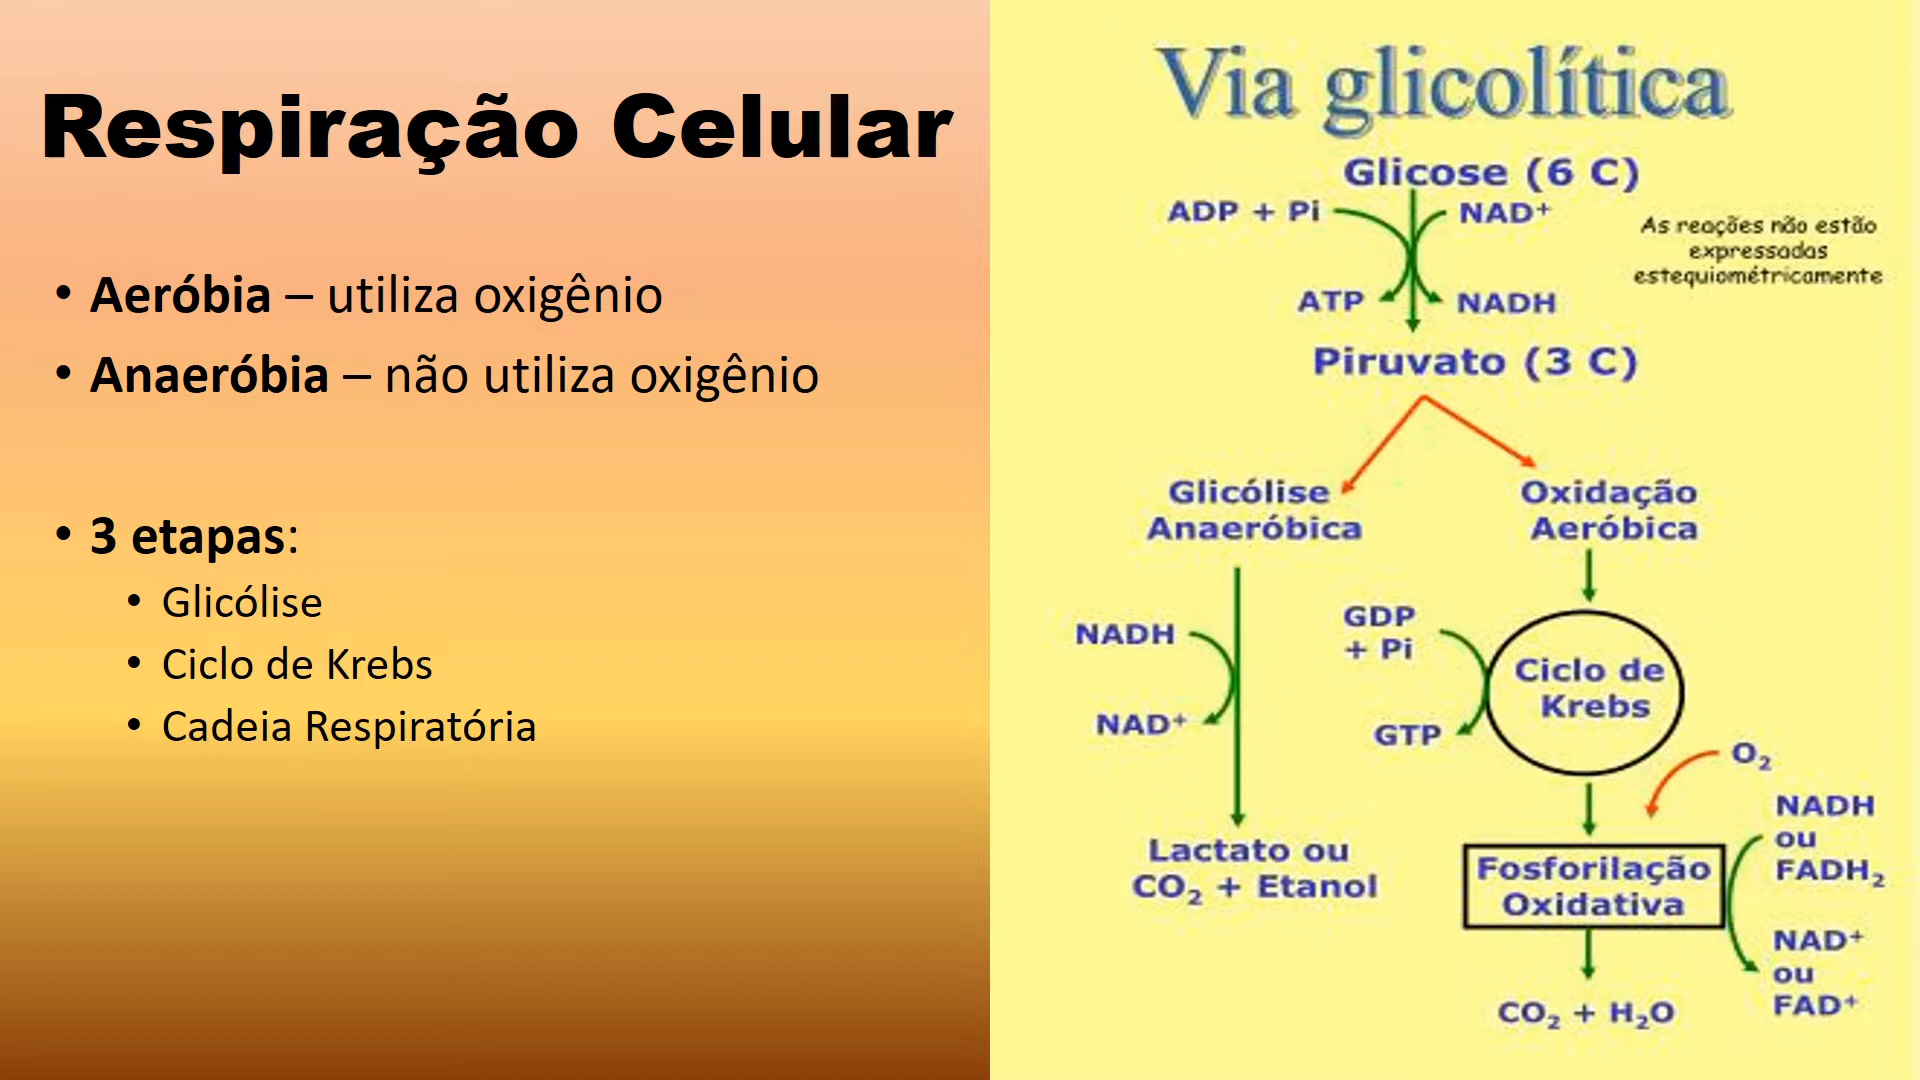 Respiração Celular
• Aeróbia – utiliza oxigênio
• Anaeróbia – não utiliza oxigênio
• 3 etapas:
• Glicólise
• Ciclo de Krebs
• Cadeia Respiratória
Via glicolítica
Glicose (6 C)
ADP + Pi
NAD⁺
As reações não estão
expressadas
estequiométricamente
ATP
NADH
Piruvato (3 C)
Glicólise
Anaeróbica
Oxidação
Aeróbica
NADH
NAD⁺
GDP
+ Pi
GTP
Ciclo de
Krebs
O₂
Lactato ou
CO₂ + Etanol
Fosforilação
Oxidativa
NADH
ou
FADH₂
NAD⁺
ou
FAD⁺
CO₂ + H₂O